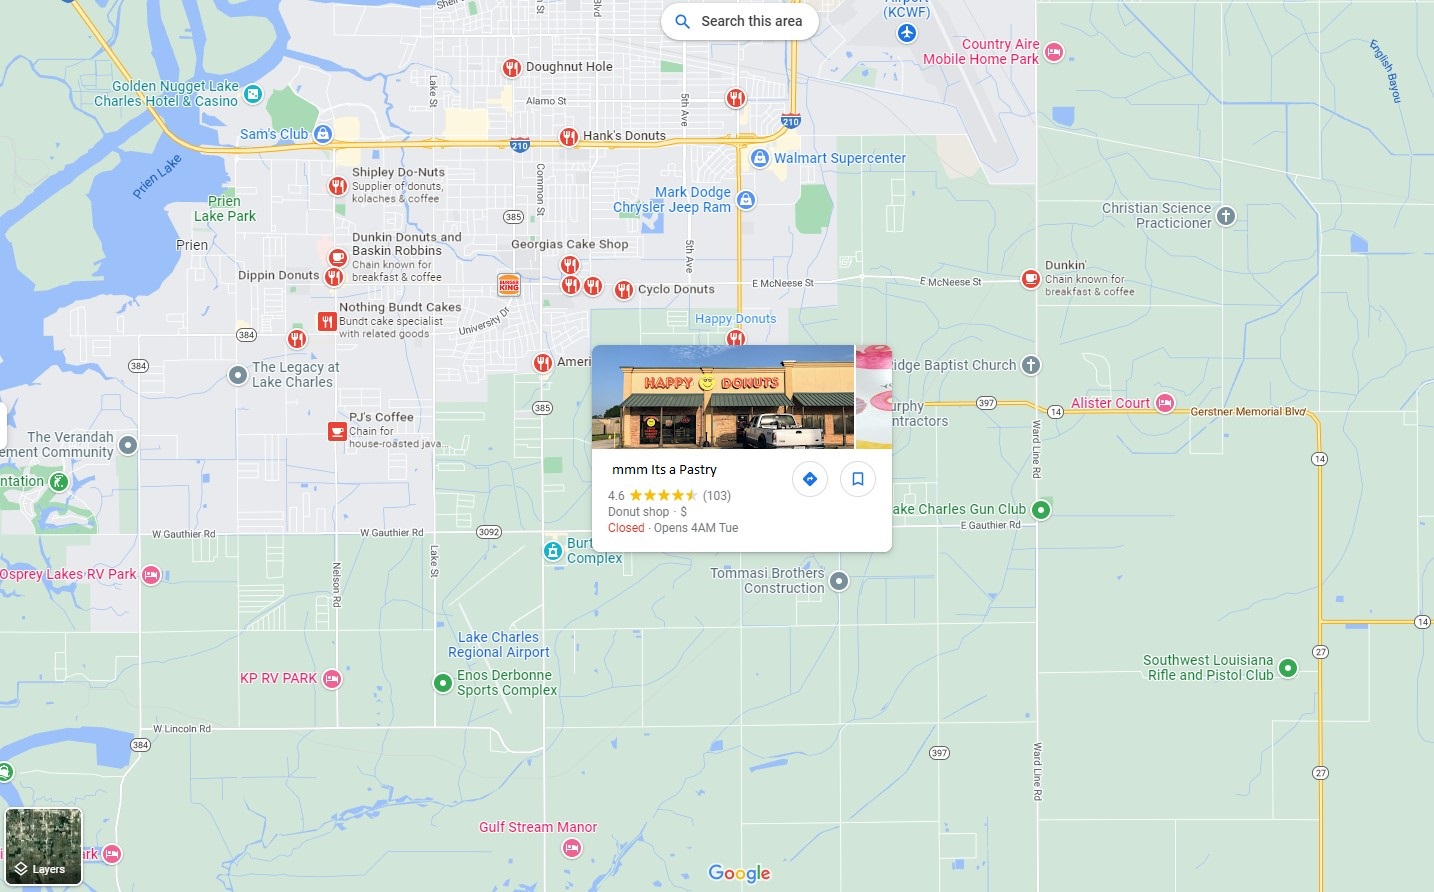 Shell
Search this area
Airport
(KCWF)
Country Aire
Mobile Home Park
English Bayou
Doughnut Hole
Golden Nugget Lake
Charles Hotel & Casino
Lake St
Alamo St
5th Ave
Common St
Blvd
210
Sam's Club
Hank's Donuts
210
Walmart Supercenter
Prien Lake
Shipley Do-Nuts
Supplier of donuts,
kolaches & coffee
Prien
Lake Park
Mark Dodge
Chrysler Jeep Ram
Christian Science
Practicioner
385
Prien
Dunkin Donuts and
Baskin Robbins
Chain known for
breakfast & coffee
Georgias Cake Shop
5th Ave
Dippin Donuts
BURGER
KING
Cyclo Donuts
E McNeese St
E McNeese St
Dunkin'
Chain known for
breakfast & coffee
Nothing Bundt Cakes
Bundt cake specialist
with related goods
University Dr
Happy Donuts
384
384
The Legacy at
Lake Charles
Ameri
HAPPY DONUTS
idge Baptist Church
385
urphy
ntractors
397
14
Alister Court
Gerstner Memorial Blvd
PJ's Coffee
Chain for
house-roasted java...
The Verandah
ement Community
Ward Line Rd
14
mmm Its a Pastry
4.6 (103)
Donut shop · $
Closed · Opens 4AM Tue
ntation
ake Charles Gun Club
E Gauthier Rd
W Gauthier Rd
W Gauthier Rd
3092
Burt
Complex
Osprey Lakes RV Park
Nelson Rd
Lake St
Tommasi Brothers
Construction
14
Lake Charles
Regional Airport
27
KP RV PARK
Enos Derbonne
Sports Complex
Southwest Louisiana
Rifle and Pistol Club
W Lincoln Rd
384
397
Ward Line Rd
27
Gulf Stream Manor
ark
Layers
Google